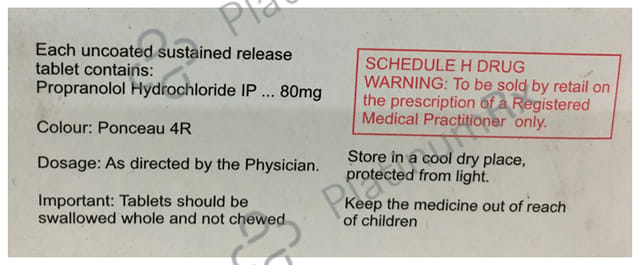 Each uncoated sustained release
tablet contains:
Propranolol Hydrochloride IP ... 80mg
Colour: Ponceau 4R
Dosage: As directed by the Physician.
Important: Tablets should be
swallowed whole and not chewed
SCHEDULE H DRUG
WARNING: To be sold by retail on
the prescription of a Registered
Medical Practitioner only.
Store in a cool dry place,
protected from light.
Keep the medicine out of reach
of children
PlatinumRx